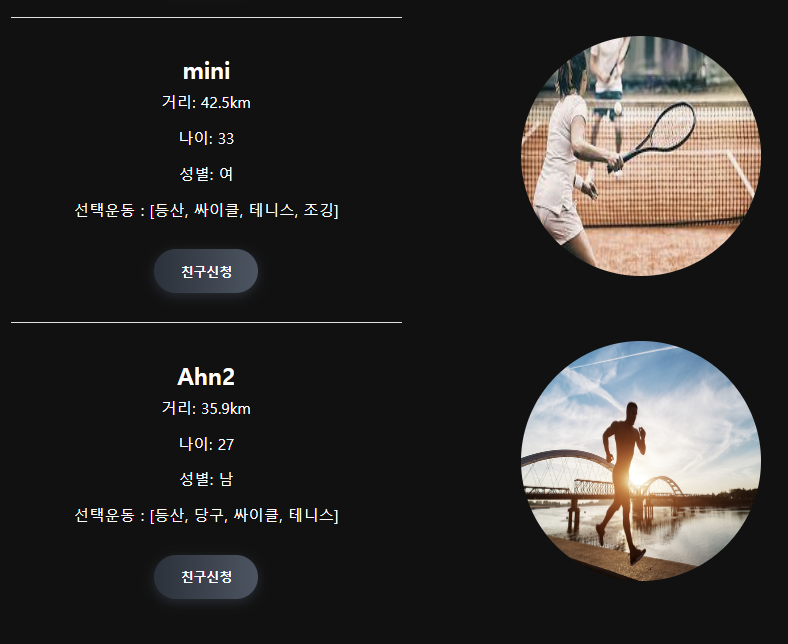 mini
거리: 42.5km
나이: 33
성별: 여
선택운동 : [등산, 싸이클, 테니스, 조깅]
친구신청
Ahn2
거리: 35.9km
나이: 27
성별: 남
선택운동 : [등산, 당구, 싸이클, 테니스]
친구신청